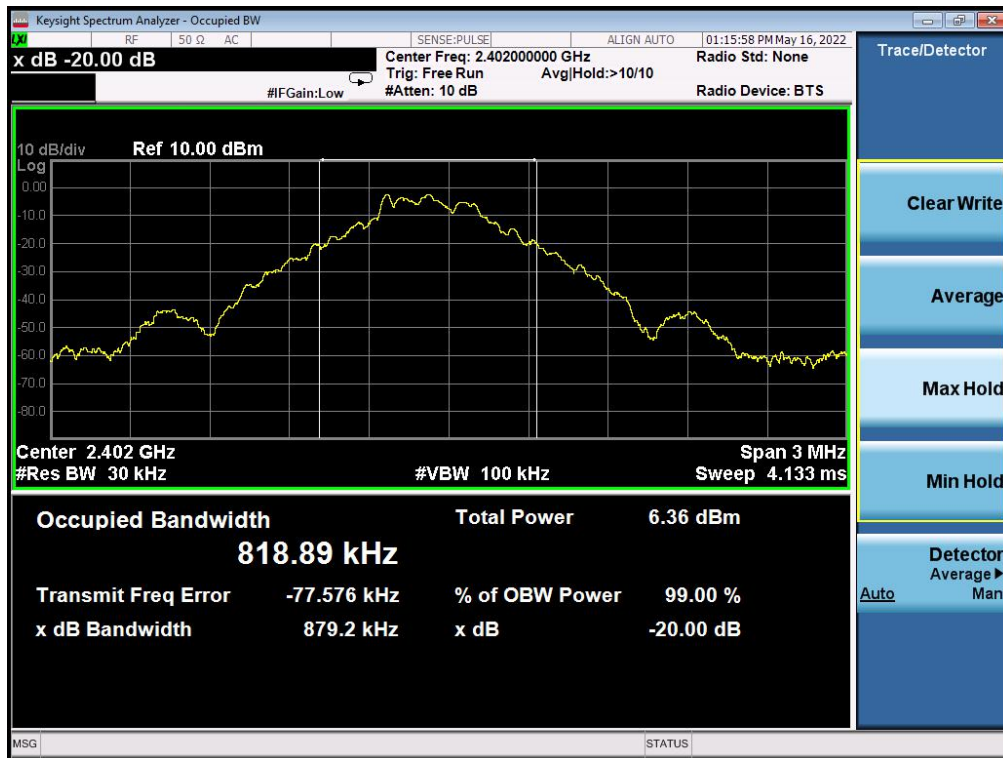 Keysight Spectrum Analyzer - Occupied BW
LXI
RF 50 Ω AC SENSE:PULSE ALIGN AUTO 01:15:58 PM May 16, 2022
x dB -20.00 dB
Center Freq: 2.402000000 GHz
Radio Std: None
Trig: Free Run Avg|Hold:>10/10
#IFGain:Low
#Atten: 10 dB
Radio Device: BTS
Trace/Detector
10 dB/div Ref 10.00 dBm
Log
0.00
-10.0
-20.0
-30.0
-40.0
-50.0
-60.0
-70.0
-80.0
Center 2.402 GHz Span 3 MHz
#Res BW 30 kHz #VBW 100 kHz Sweep 4.133 ms
Occupied Bandwidth Total Power 6.36 dBm
818.89 kHz
Transmit Freq Error -77.576 kHz % of OBW Power 99.00 %
x dB Bandwidth 879.2 kHz x dB -20.00 dB
Clear Write
Average
Max Hold
Min Hold
Detector
Average
Auto Man
MSG STATUS